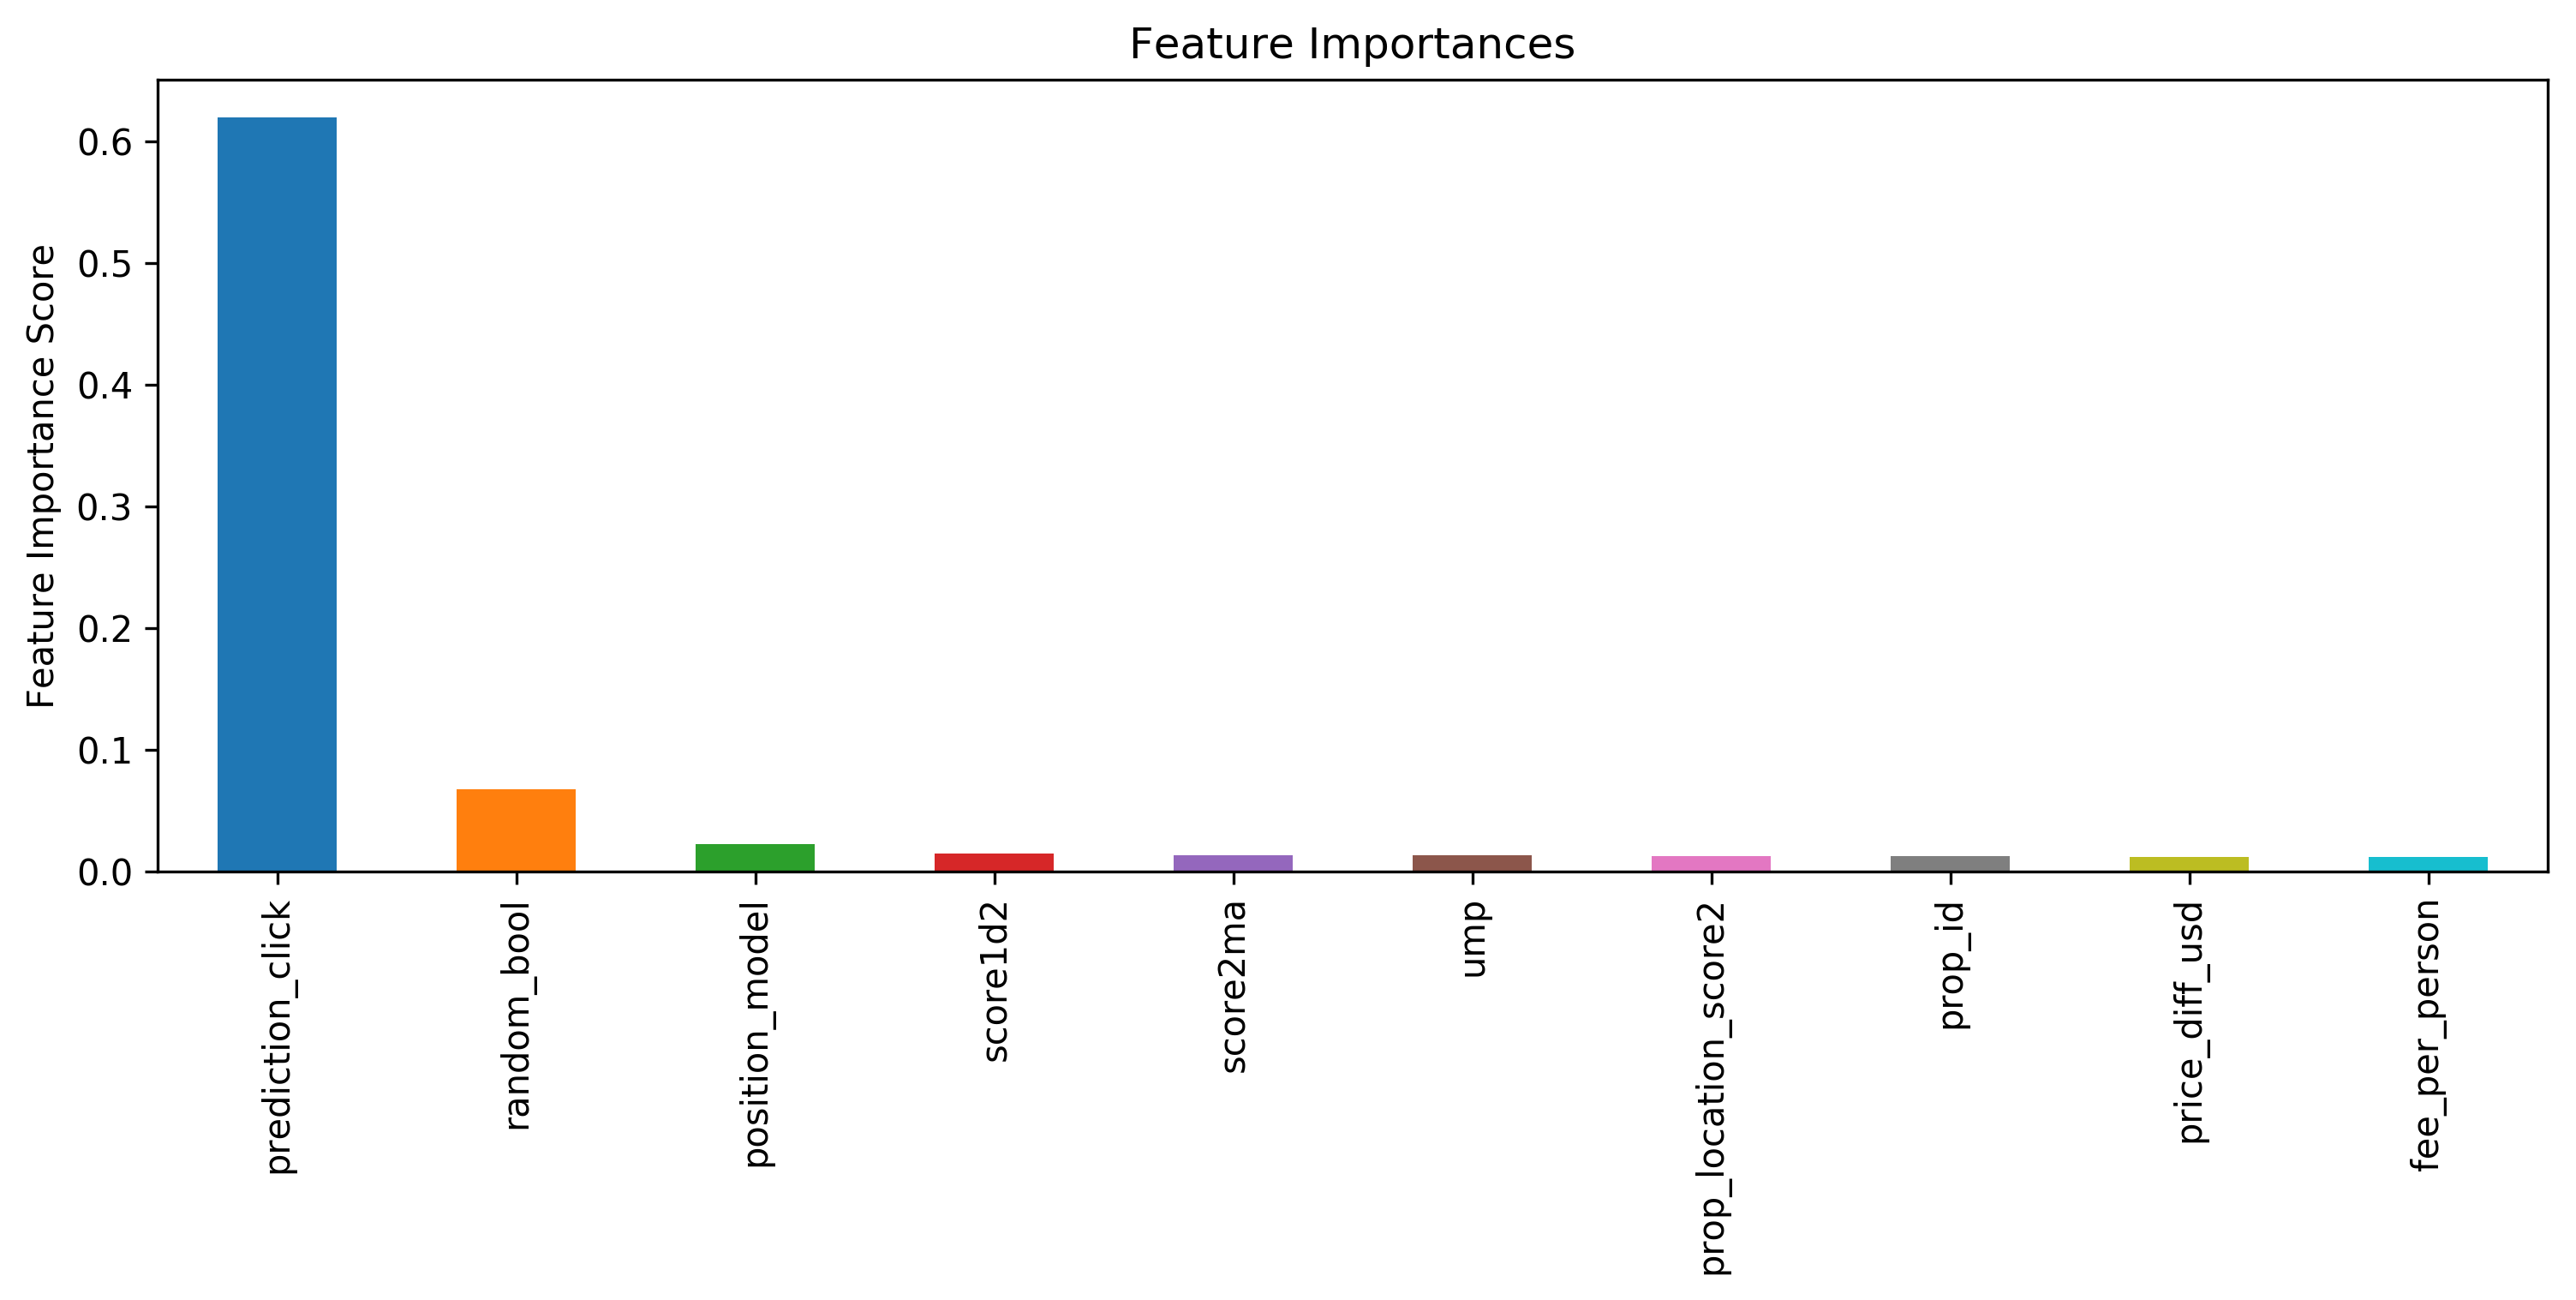 Feature Importances
Feature Importance Score
0.6
0.5
0.4
0.3
0.2
0.1
0.0
prediction_click
random_bool
position_model
score1d2
score2ma
ump
prop_location_score2
prop_id
price_diff_usd
fee_per_person